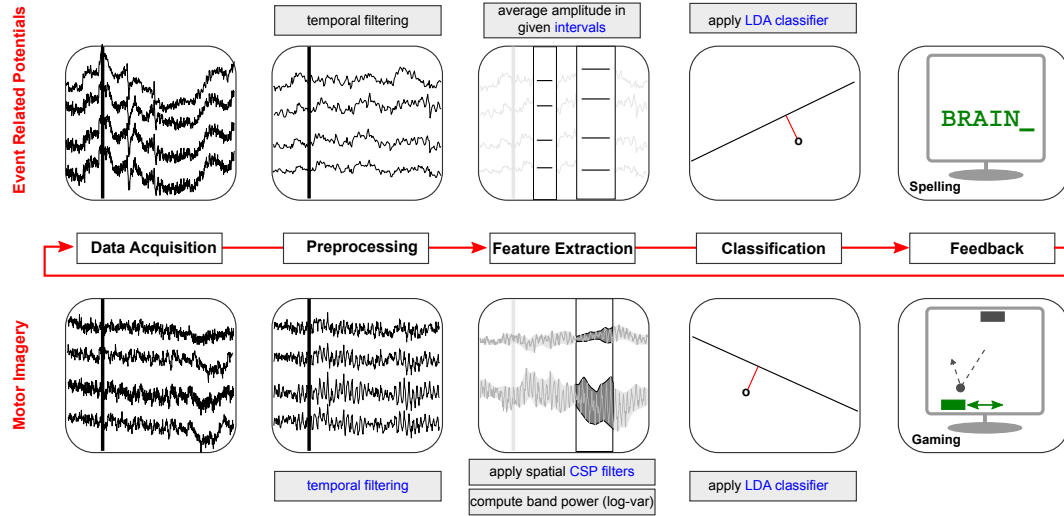 Event Related Potentials
temporal filtering
average amplitude in
given intervals
apply LDA classifier
BRAIN_
Spelling
Data Acquisition
Preprocessing
Feature Extraction
Classification
Feedback
Motor Imagery
Gaming
temporal filtering
apply spatial CSP filters
compute band power (log-var)
apply LDA classifier